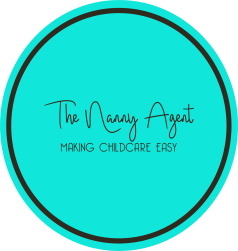 The Nanny Agent
MAKING CHILDCARE EASY